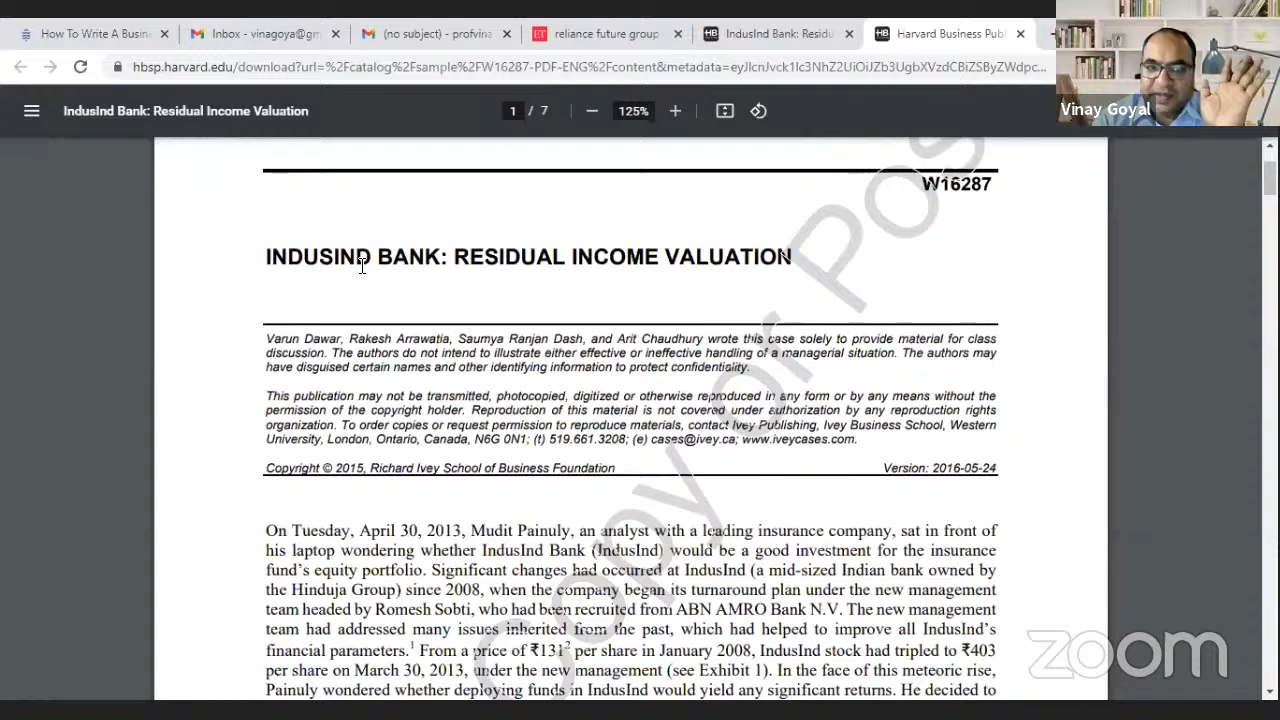 How To Write A Busin
Inbox - vinagoya@gm
(no subject) - profvina
ET reliance future group
HB IndusInd Bank: Residu
HB Harvard Business Publ
hbsp.harvard.edu/download?url=%2Fcatalog%2Fsample%2FW16287-PDF-ENG%2Fcontent&metadata=eyJlcnJvck1lc3NhZ2UiOiJZb3UgbXVzdCBiZSByZWdpc...
Vinay Goyal
IndusInd Bank: Residual Income Valuation
1 / 7
125%
W16287
INDUSIND BANK: RESIDUAL INCOME VALUATION
Varun Dawar, Rakesh Arrawatia, Saumya Ranjan Dash, and Arit Chaudhury wrote this case solely to provide material for class
discussion. The authors do not intend to illustrate either effective or ineffective handling of a managerial situation. The authors may
have disguised certain names and other identifying information to protect confidentiality.
This publication may not be transmitted, photocopied, digitized or otherwise reproduced in any form or by any means without the
permission of the copyright holder. Reproduction of this material is not covered under authorization by any reproduction rights
organization. To order copies or request permission to reproduce materials, contact Ivey Publishing, Ivey Business School, Western
University, London, Ontario, Canada, N6G 0N1; (t) 519.661.3208; (e) cases@ivey.ca; www.iveycases.com.
Copyright © 2015, Richard Ivey School of Business Foundation
Version: 2016-05-24
On Tuesday, April 30, 2013, Mudit Painuly, an analyst with a leading insurance company, sat in front of
his laptop wondering whether IndusInd Bank (IndusInd) would be a good investment for the insurance
fund's equity portfolio. Significant changes had occurred at IndusInd (a mid-sized Indian bank owned by
the Hinduja Group) since 2008, when the company began its turnaround plan under the new management
team headed by Romesh Sobti, who had been recruited from ABN AMRO Bank N.V. The new management
team had addressed many issues inherited from the past, which had helped to improve all IndusInd's
financial parameters.¹ From a price of ₹131² per share in January 2008, IndusInd stock had tripled to ₹403
per share on March 30, 2013, under the new management (see Exhibit 1). In the face of this meteoric rise,
Painuly wondered whether deploying funds in IndusInd would yield any significant returns. He decided to
Copy or Pos
zoom